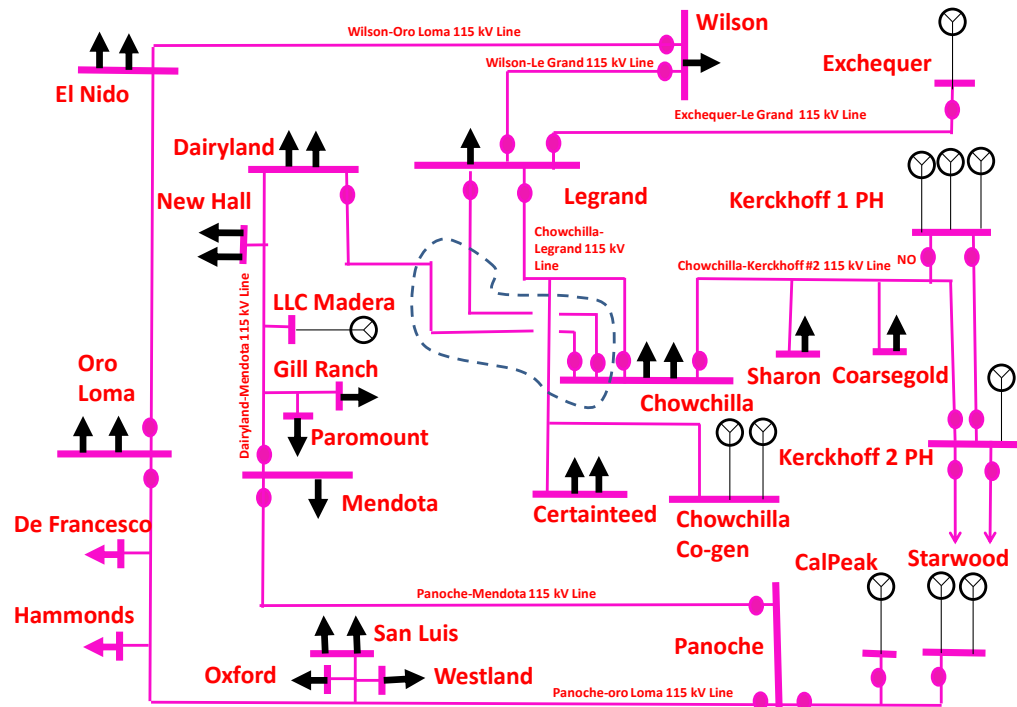 Wilson-Oro Loma 115 kV Line
Wilson
Wilson-Le Grand 115 kV Line
Exchequer
El Nido
Exchequer-Le Grand 115 kV Line
Dairyland
New Hall
Legrand
Kerckhoff 1 PH
Chowchilla-
Legrand 115 kV
Line
Chowchilla-Kerckhoff #2 115 kV Line
NO
Dairyland-Mendota 115 kV Line
LLC Madera
Gill Ranch
Oro
Loma
Paromount
Sharon
Coarsegold
Chowchilla
Kerckhoff 2 PH
Mendota
Certainteed
Chowchilla
Co-gen
De Francesco
CalPeak
Starwood
Panoche-Mendota 115 kV Line
Hammonds
San Luis
Panoche
Oxford
Westland
Panoche-oro Loma 115 kV Line